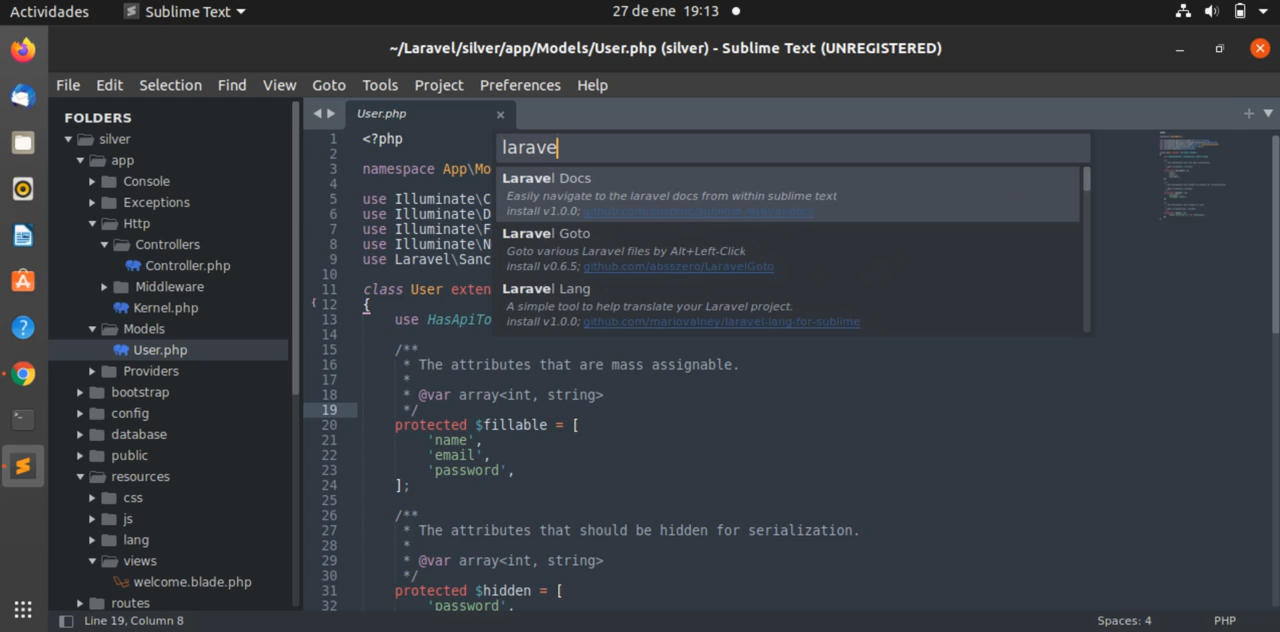 Actividades Sublime Text 27 de ene 19:13
~/Laravel/silver/app/Models/User.php (silver) - Sublime Text (UNREGISTERED)
File Edit Selection Find View Goto Tools Project Preferences Help
FOLDERS
silver
app
Console
Exceptions
Http
Controllers
Controller.php
Middleware
Kernel.php
Models
User.php
Providers
bootstrap
config
database
public
resources
css
js
lang
views
welcome.blade.php
routes
User.php
larave
Laravel Docs
Easily navigate to the laravel docs from within sublime text
install v1.0.0;
Laravel Goto
Goto various Laravel files by Alt+Left-Click
install v0.6.5; github.com/absszero/LaravelGoto
Laravel Lang
A simple tool to help translate your Laravel project.
install v1.0.0; github.com/mariovalney/laravel-lang-for-sublime
1 <?php
2
3 namespace App\Mo
4
5 use Illuminate\C
6 use Illuminate\D
7 use Illuminate\F
8 use Illuminate\N
9 use Laravel\Sanc
10
11 class User exten
12 {
13 use HasApiTo
14
15 /**
16 * The attributes that are mass assignable.
17 *
18 * @var array<int, string>
19 */
20 protected $fillable = [
21 'name',
22 'email',
23 'password',
24 ];
25
26 /**
27 * The attributes that should be hidden for serialization.
28 *
29 * @var array<int, string>
30 */
31 protected $hidden = [
32 'password',
Line 19, Column 8 Spaces: 4 PHP